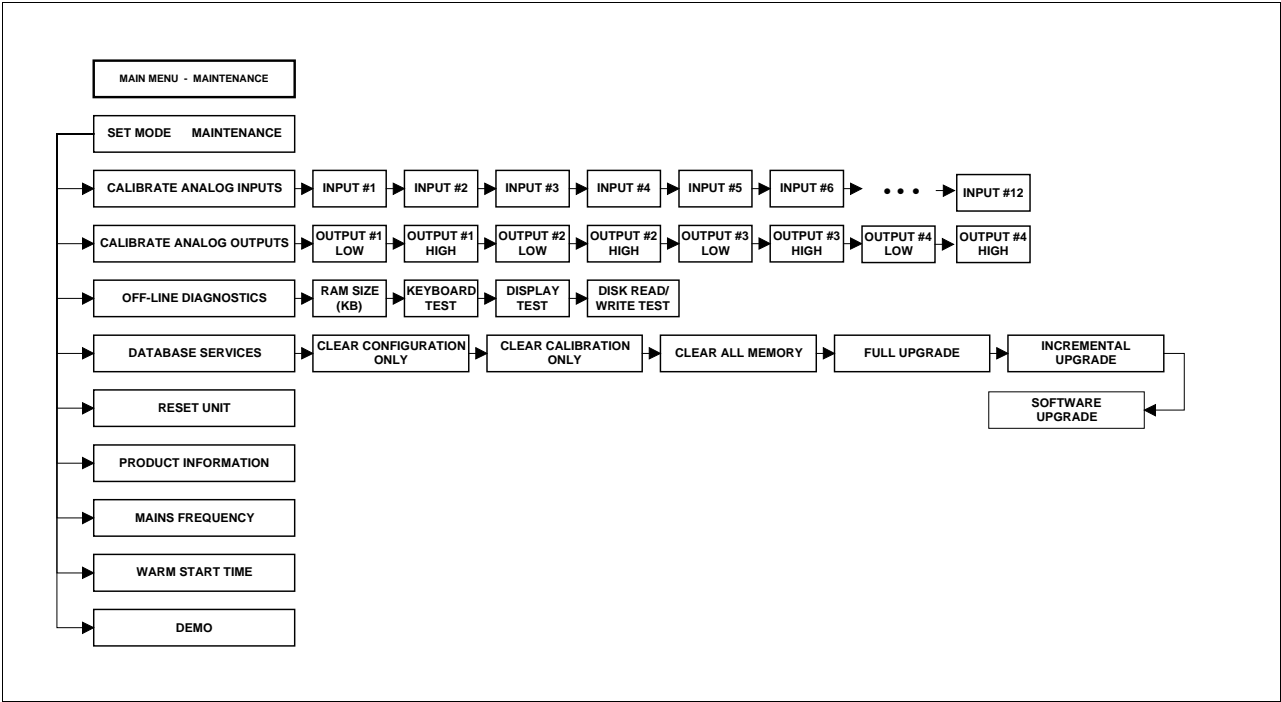 MAIN MENU - MAINTENANCE
SET MODE MAINTENANCE
CALIBRATE ANALOG INPUTS
INPUT #1
INPUT #2
INPUT #3
INPUT #4
INPUT #5
INPUT #6
• • •
INPUT #12
CALIBRATE ANALOG OUTPUTS
OUTPUT #1
LOW
OUTPUT #1
HIGH
OUTPUT #2
LOW
OUTPUT #2
HIGH
OUTPUT #3
LOW
OUTPUT #3
HIGH
OUTPUT #4
LOW
OUTPUT #4
HIGH
OFF-LINE DIAGNOSTICS
RAM SIZE
(KB)
KEYBOARD
TEST
DISPLAY
TEST
DISK READ/
WRITE TEST
DATABASE SERVICES
CLEAR CONFIGURATION
ONLY
CLEAR CALIBRATION
ONLY
CLEAR ALL MEMORY
FULL UPGRADE
INCREMENTAL
UPGRADE
SOFTWARE
UPGRADE
RESET UNIT
PRODUCT INFORMATION
MAINS FREQUENCY
WARM START TIME
DEMO